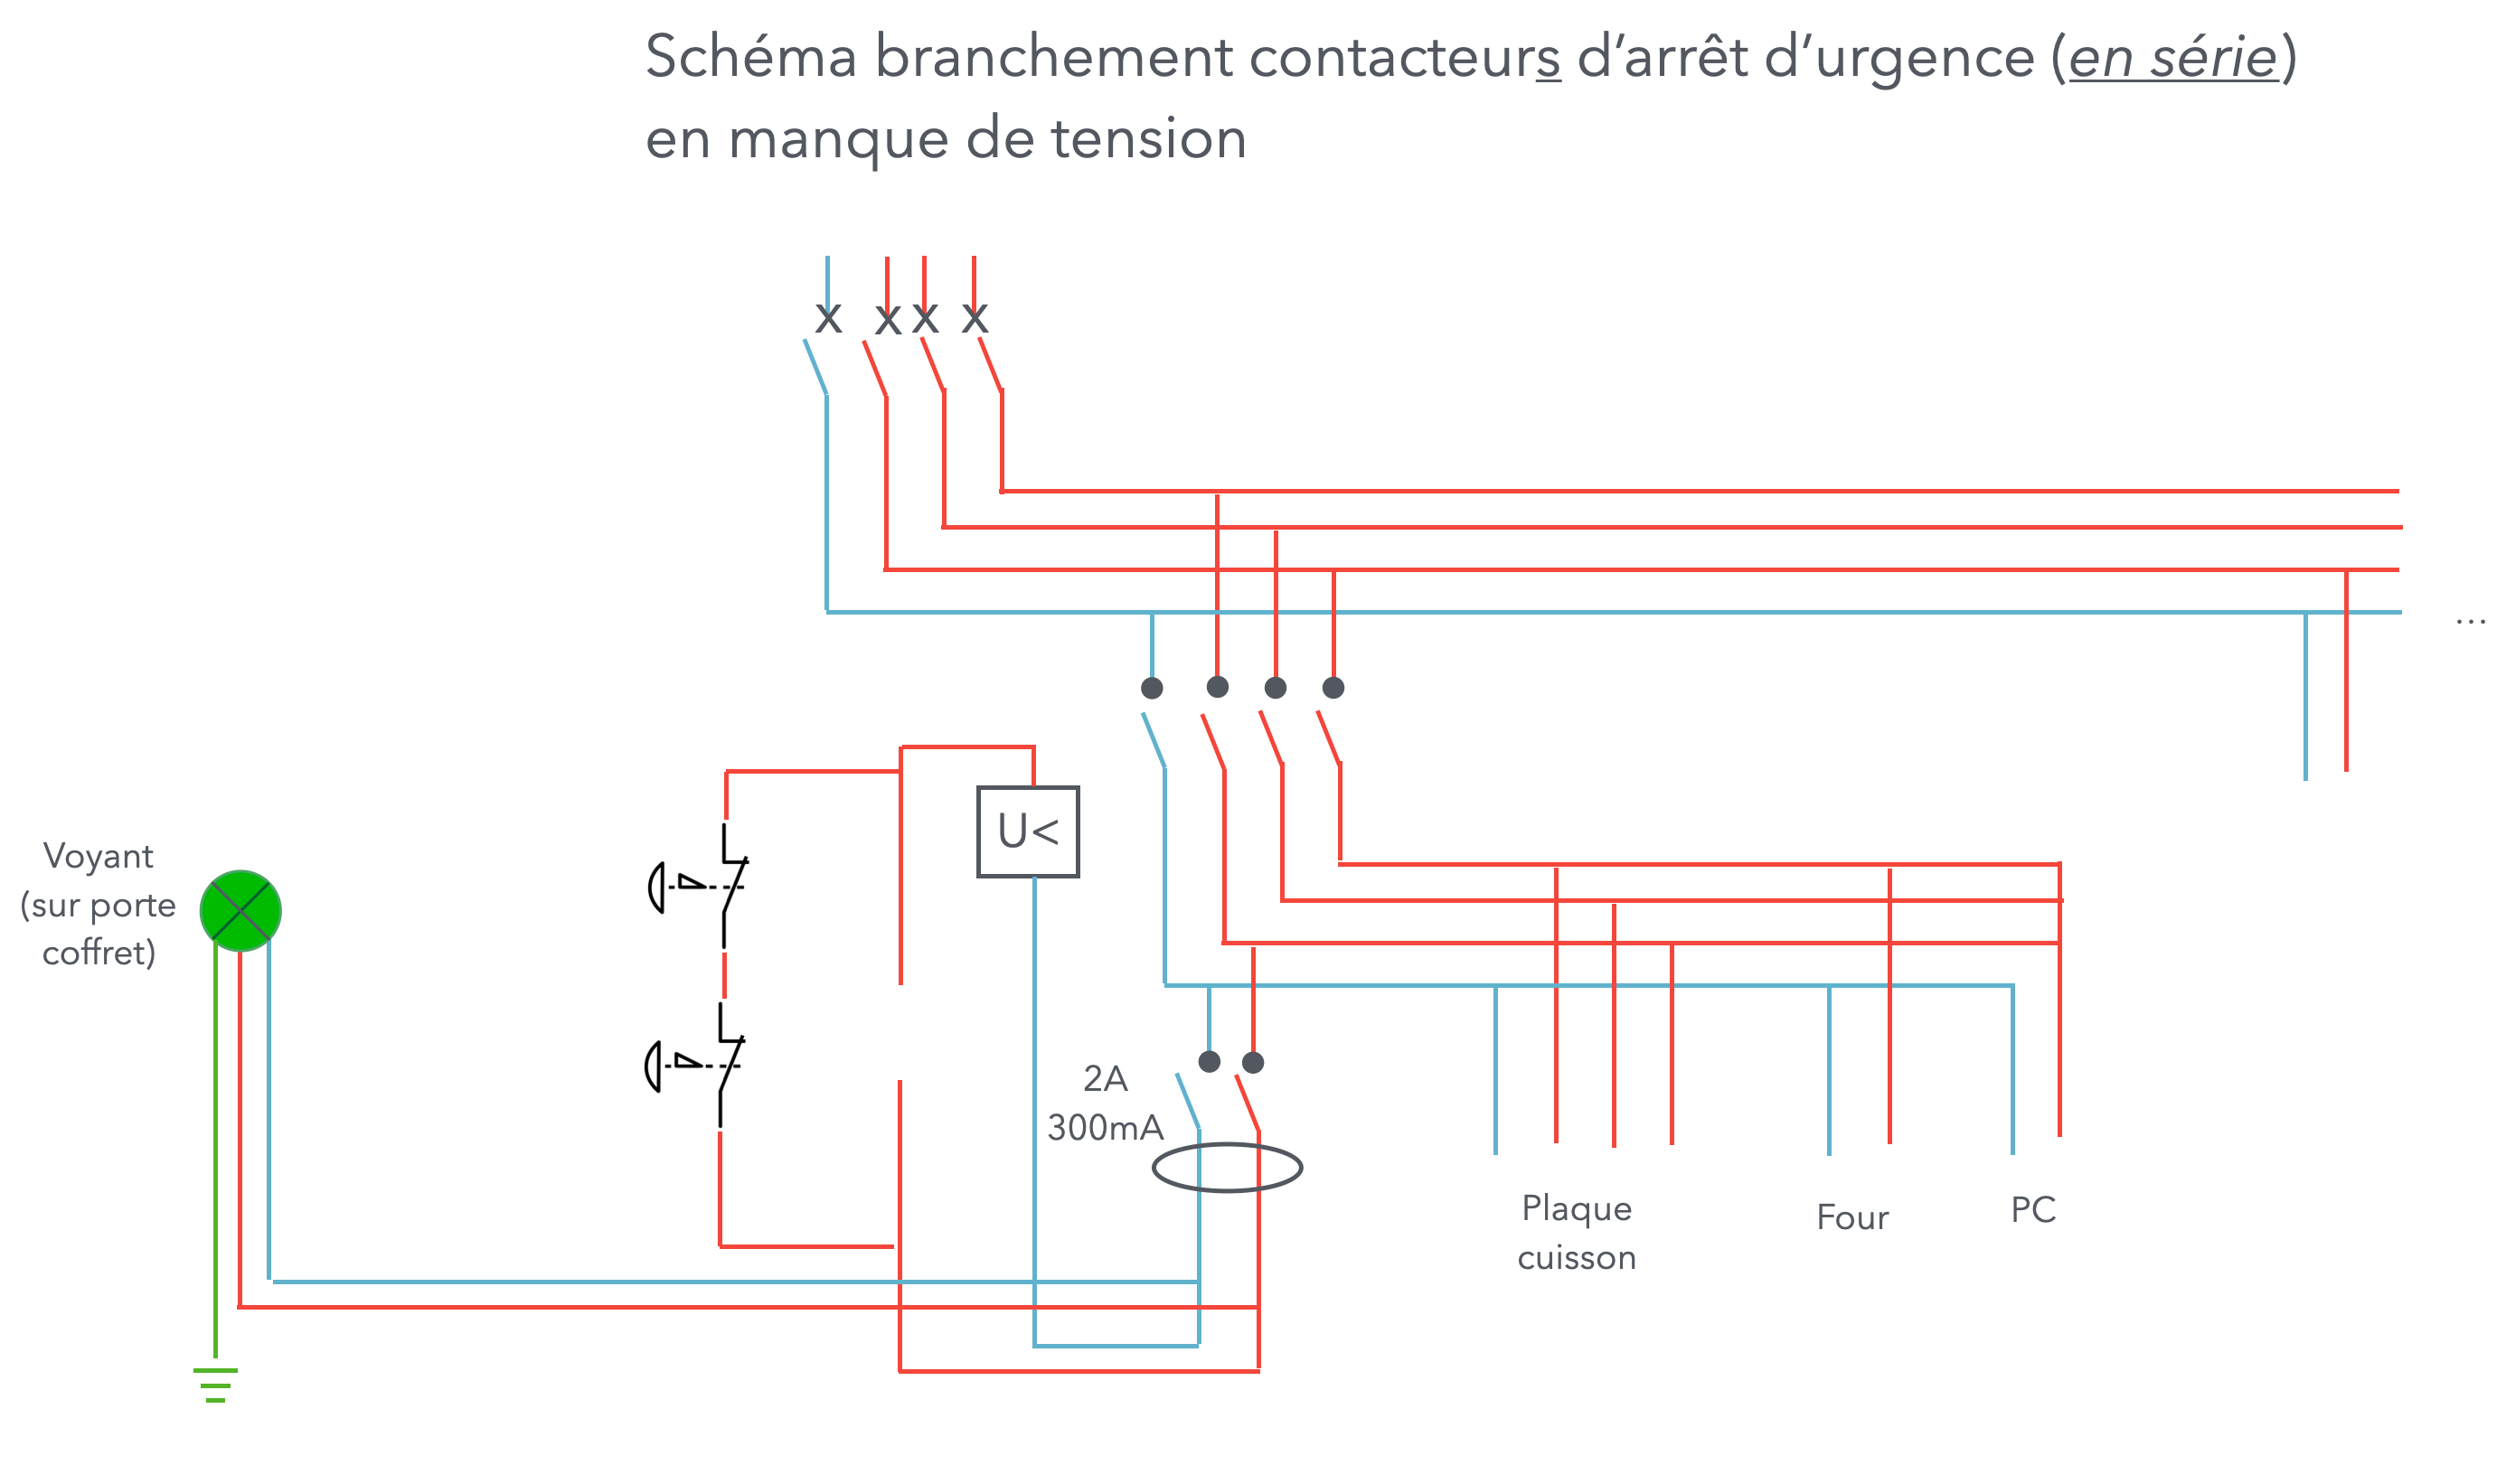 Schéma branchement contacteurs d’arrêt d’urgence (en série)
en manque de tension
x x x x
...
U<
Voyant
(sur porte
coffret)
2A
300mA
Plaque
cuisson
Four
PC